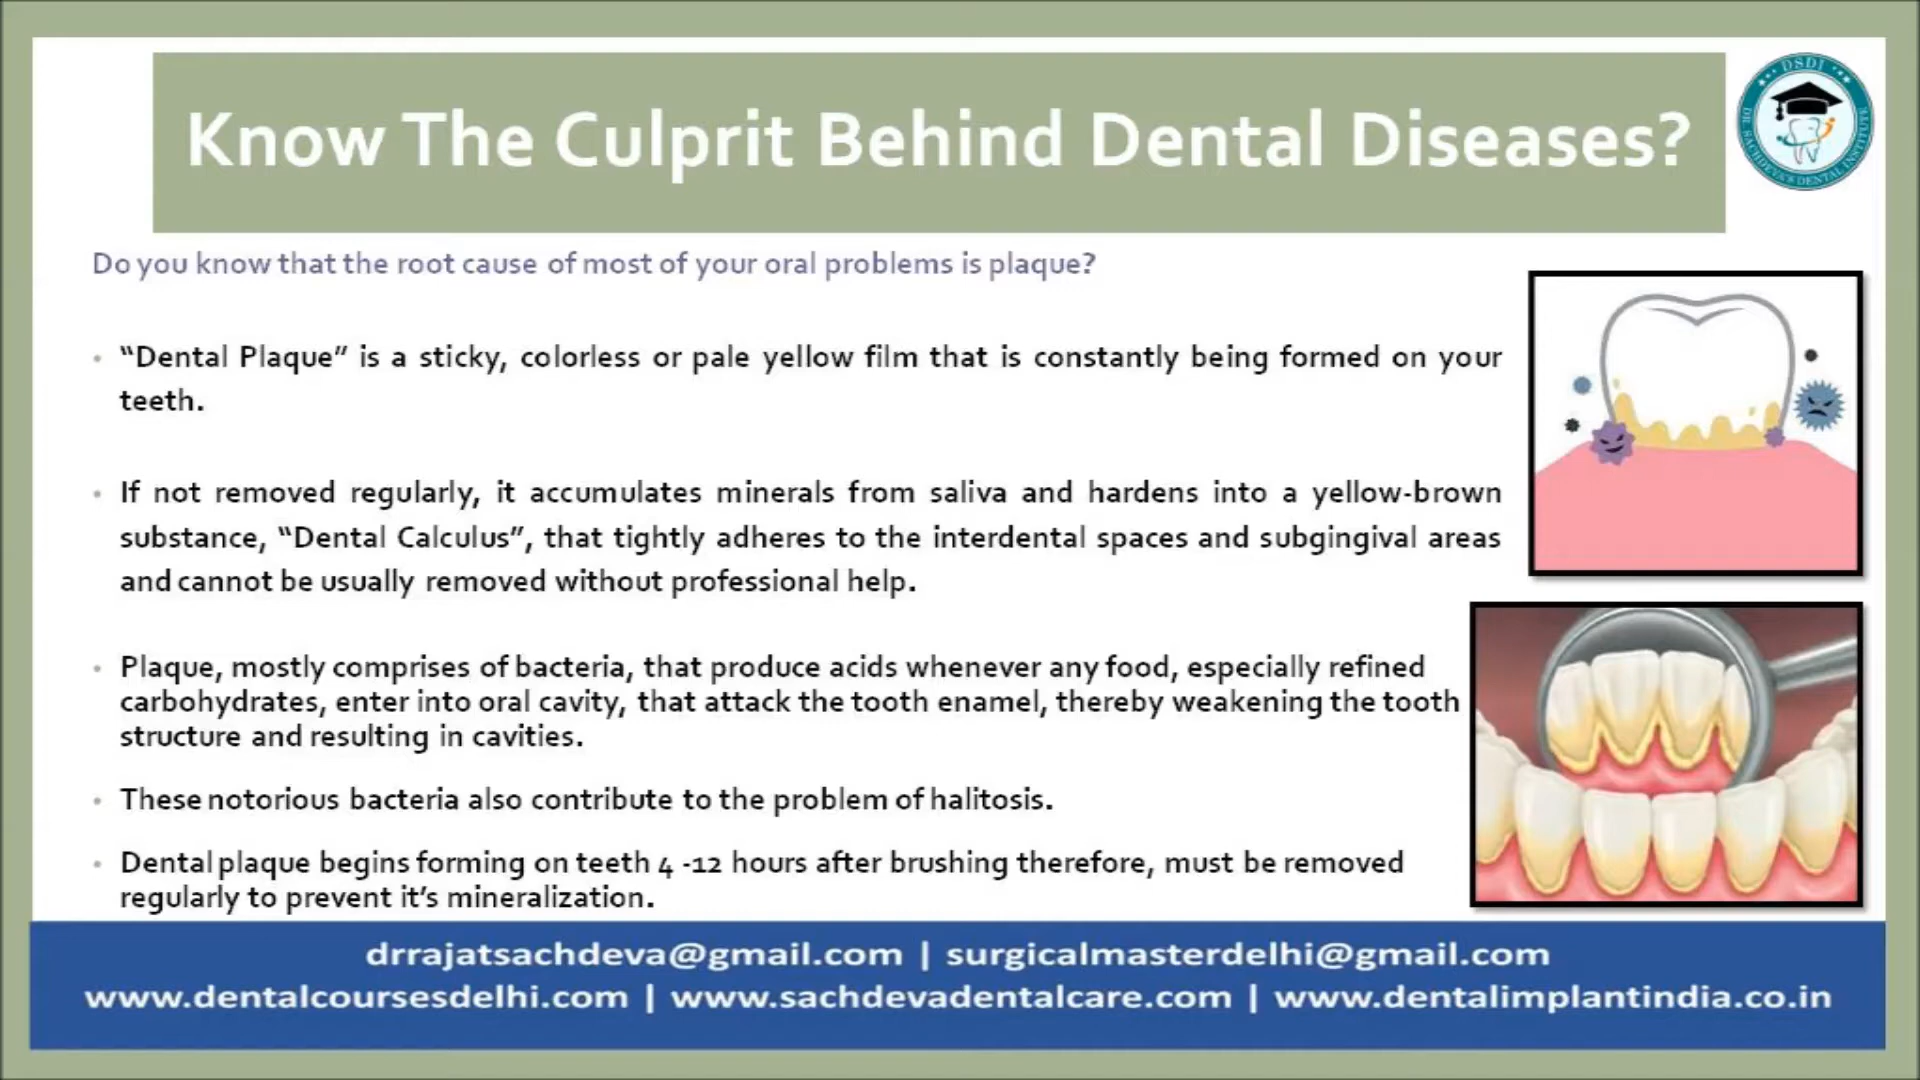 Know The Culprit Behind Dental Diseases?
DSDI
DR. SACHDEVA'S DENTAL INSTITUTE
Do you know that the root cause of most of your oral problems is plaque?
• “Dental Plaque” is a sticky, colorless or pale yellow film that is constantly being formed on your
teeth.
• If not removed regularly, it accumulates minerals from saliva and hardens into a yellow-brown
substance, “Dental Calculus”, that tightly adheres to the interdental spaces and subgingival areas
and cannot be usually removed without professional help.
• Plaque, mostly comprises of bacteria, that produce acids whenever any food, especially refined
carbohydrates, enter into oral cavity, that attack the tooth enamel, thereby weakening the tooth
structure and resulting in cavities.
• These notorious bacteria also contribute to the problem of halitosis.
• Dental plaque begins forming on teeth 4 -12 hours after brushing therefore, must be removed
regularly to prevent it’s mineralization.
drrajatsachdeva@gmail.com | surgicalmasterdelhi@gmail.com
www.dentalcoursesdelhi.com | www.sachdevadentalcare.com | www.dentalimplantindia.co.in